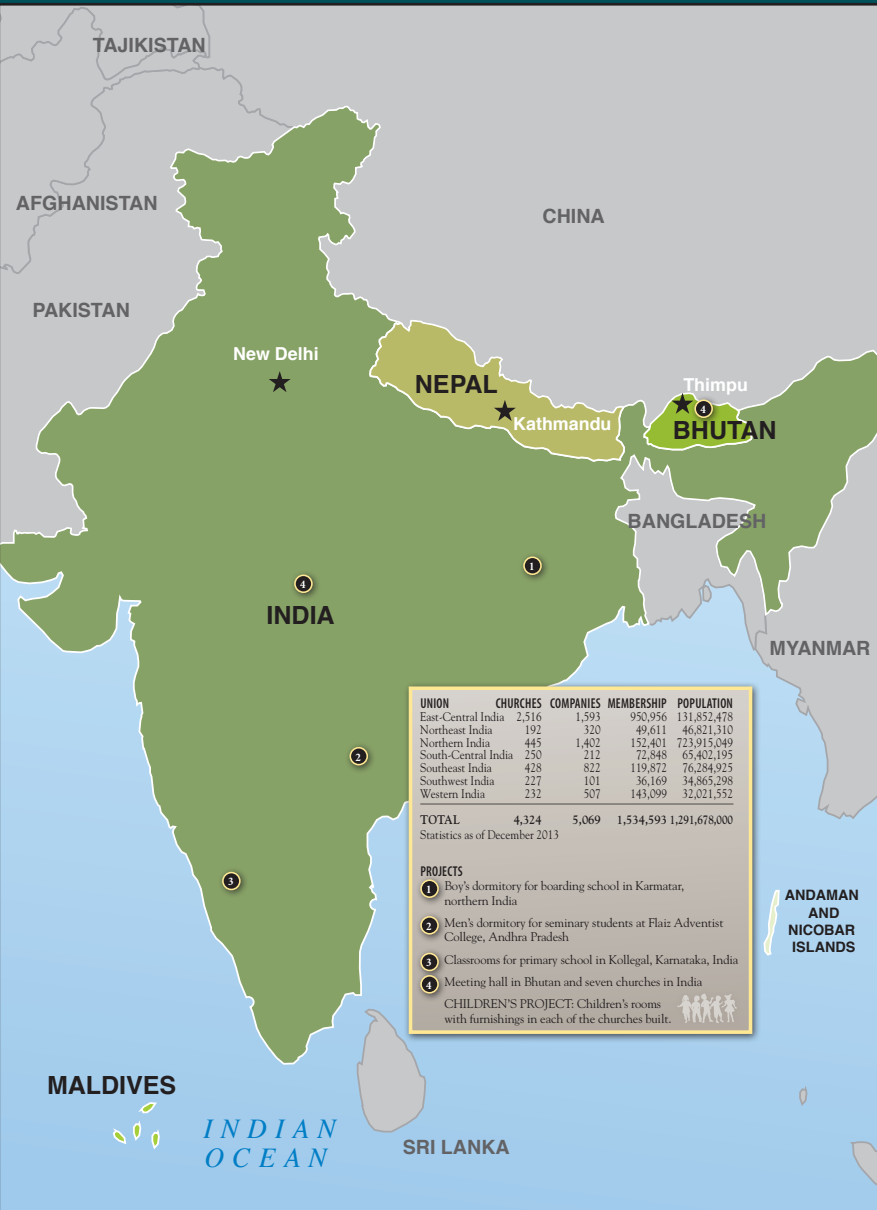 TAJIKISTAN
AFGHANISTAN
CHINA
PAKISTAN
New Delhi
NEPAL
Kathmandu
Thimpu
4
BHUTAN
BANGLADESH
1
4
INDIA
MYANMAR
2
3
UNION CHURCHES COMPANIES MEMBERSHIP POPULATION
East-Central India 2,516 1,593 950,956 131,852,478
Northeast India 192 320 49,611 46,821,310
Northern India 445 1,402 152,401 723,915,049
South-Central India 250 212 72,848 65,402,195
Southeast India 428 822 119,872 76,284,925
Southwest India 227 101 36,169 34,865,298
Western India 232 507 143,099 32,021,552
TOTAL 4,324 5,069 1,534,593 1,291,678,000
Statistics as of December 2013
PROJECTS
1 Boy's dormitory for boarding school in Karmatar,
northern India
2 Men's dormitory for seminary students at Flaiz Adventist
College, Andhra Pradesh
3 Classrooms for primary school in Kollegal, Karnataka, India
4 Meeting hall in Bhutan and seven churches in India
CHILDREN'S PROJECT: Children's rooms
with furnishings in each of the churches built.
ANDAMAN
AND
NICOBAR
ISLANDS
MALDIVES
INDIAN
OCEAN
SRI LANKA